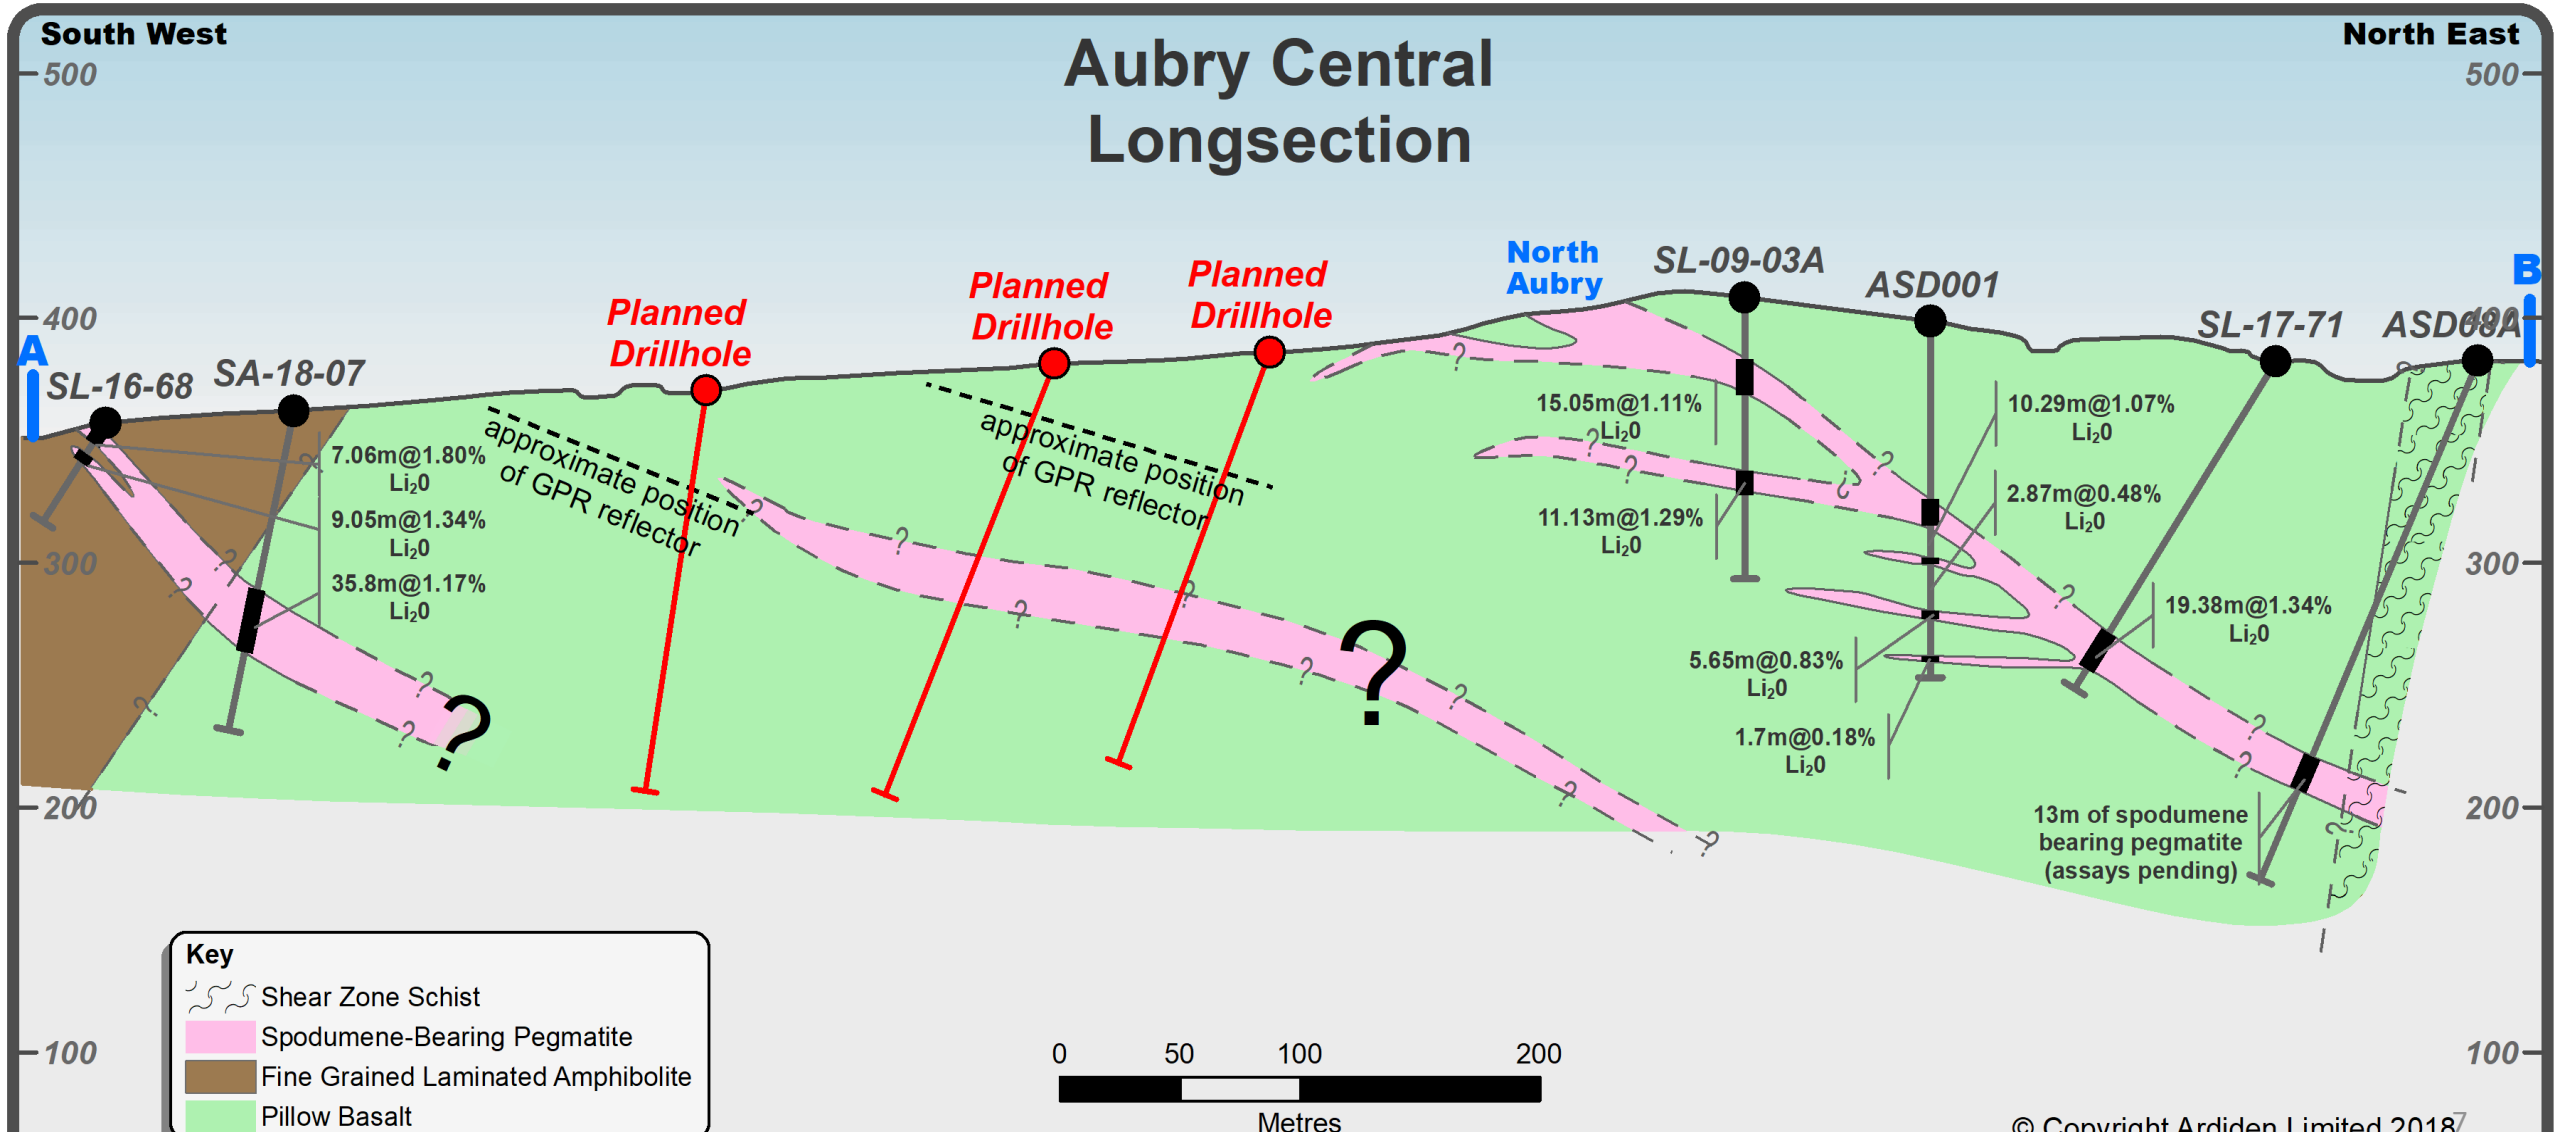 South West
North East
Aubry Central
Longsection
500
500
North
Aubry
SL-09-03A
ASD001
Planned
Drillhole
Planned
Drillhole
Planned
Drillhole
B
400
400
SL-17-71
ASD08A
A
SL-16-68
SA-18-07
approximate position
of GPR reflector
approximate position
of GPR reflector
7.06m@1.80%
Li₂0
9.05m@1.34%
Li₂0
35.8m@1.17%
Li₂0
15.05m@1.11%
Li₂0
11.13m@1.29%
Li₂0
10.29m@1.07%
Li₂0
2.87m@0.48%
Li₂0
5.65m@0.83%
Li₂0
1.7m@0.18%
Li₂0
19.38m@1.34%
Li₂0
13m of spodumene
bearing pegmatite
(assays pending)
300
300
?
?
200
200
100
100
Key
Shear Zone Schist
Spodumene-Bearing Pegmatite
Fine Grained Laminated Amphibolite
Pillow Basalt
0 50 100 200
Metres
© Copyright Ardiden Limited 2018
7